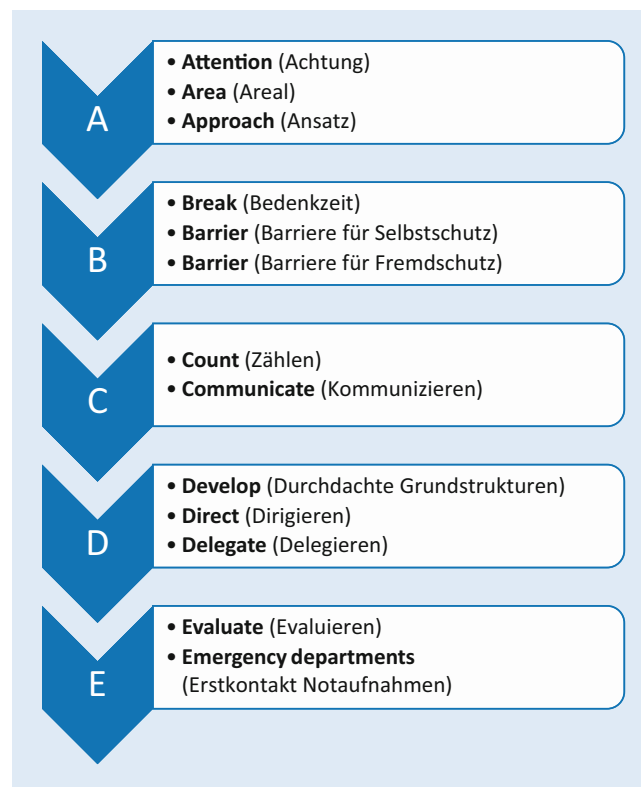 A
• Attention (Achtung)
• Area (Areal)
• Approach (Ansatz)
B
• Break (Bedenkzeit)
• Barrier (Barriere für Selbstschutz)
• Barrier (Barriere für Fremdschutz)
C
• Count (Zählen)
• Communicate (Kommunizieren)
D
• Develop (Durchdachte Grundstrukturen)
• Direct (Dirigieren)
• Delegate (Delegieren)
E
• Evaluate (Evaluieren)
• Emergency departments
(Erstkontakt Notaufnahmen)